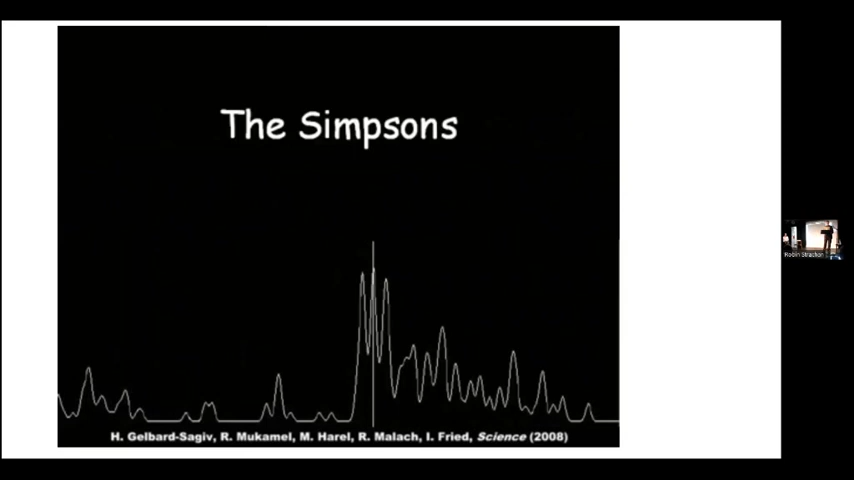 The Simpsons
H. Gelbard-Sagiv, R. Mukamel, M. Harel, R. Malach, I. Fried, Science (2008)
Robin Strachan